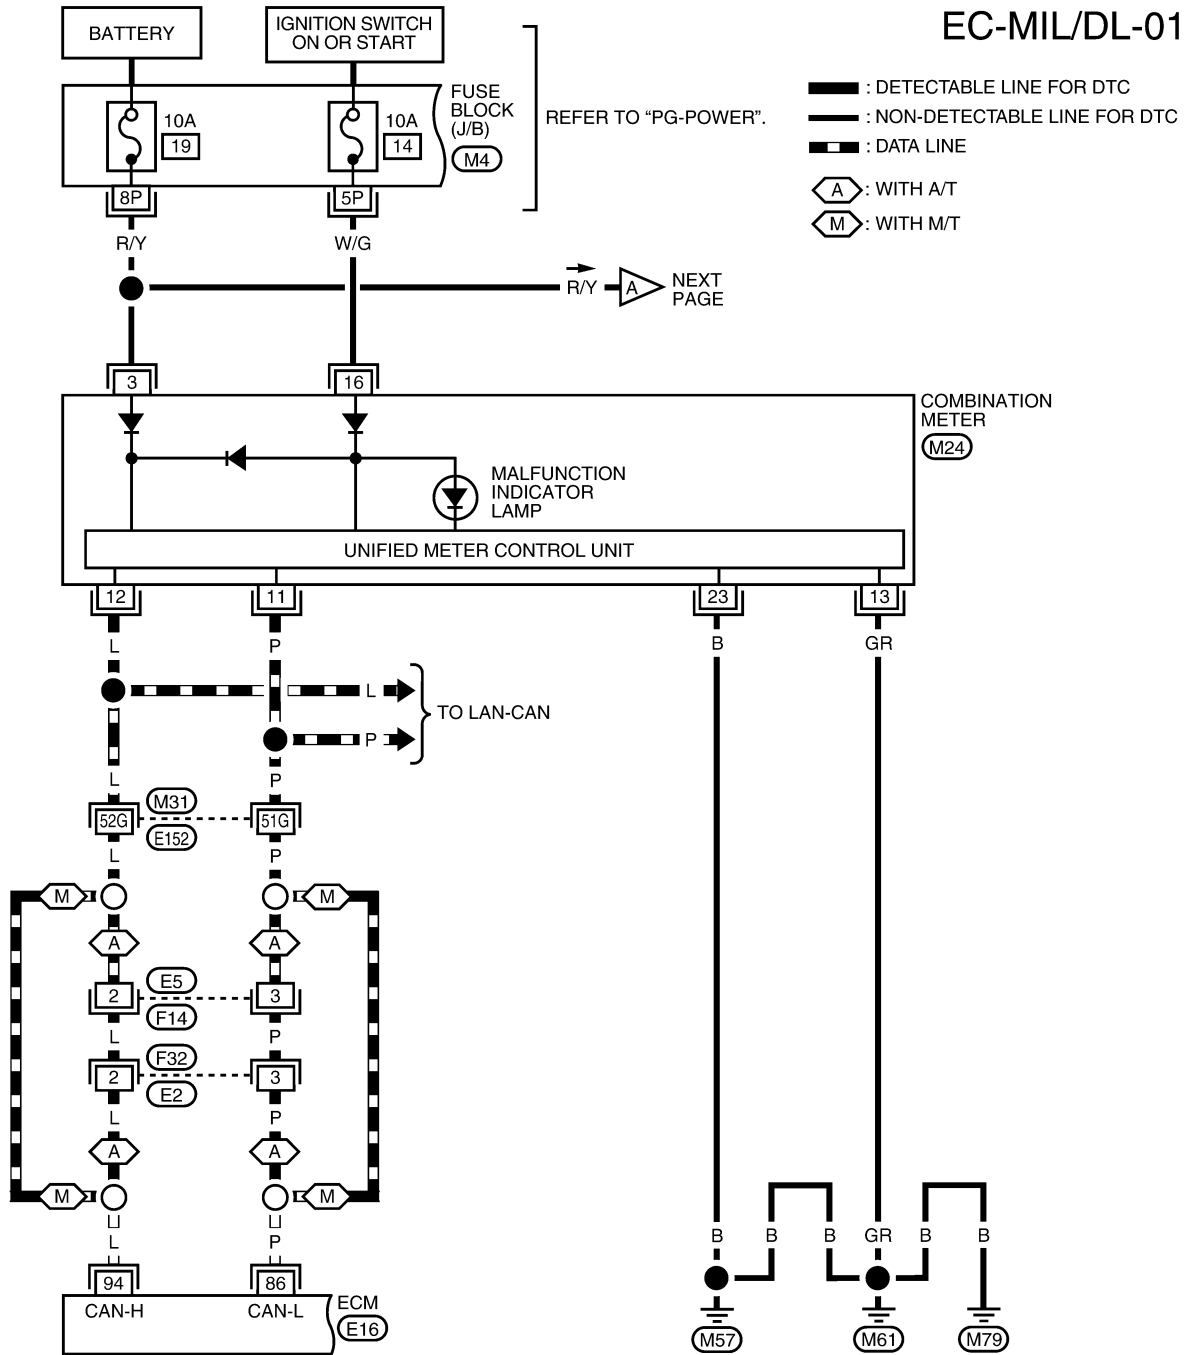 EC-MIL/DL-01
BATTERY
IGNITION SWITCH
ON OR START
FUSE
BLOCK
(J/B)
M4
10A
19
10A
14
REFER TO “PG-POWER”.
: DETECTABLE LINE FOR DTC
: NON-DETECTABLE LINE FOR DTC
: DATA LINE
A : WITH A/T
M : WITH M/T
8P
5P
R/Y
W/G
R/Y
A
NEXT
PAGE
3
16
COMBINATION
METER
M24
MALFUNCTION
INDICATOR
LAMP
UNIFIED METER CONTROL UNIT
12
11
23
13
L
P
B
GR
L
TO LAN-CAN
P
L
P
52G
M31
E152
51G
L
P
M
M
A
A
2
E5
F14
3
L
P
2
F32
E2
3
L
P
A
A
M
M
L
P
B
B
B
GR
B
B
94
86
CAN-H
CAN-L
ECM
E16
M57
M61
M79